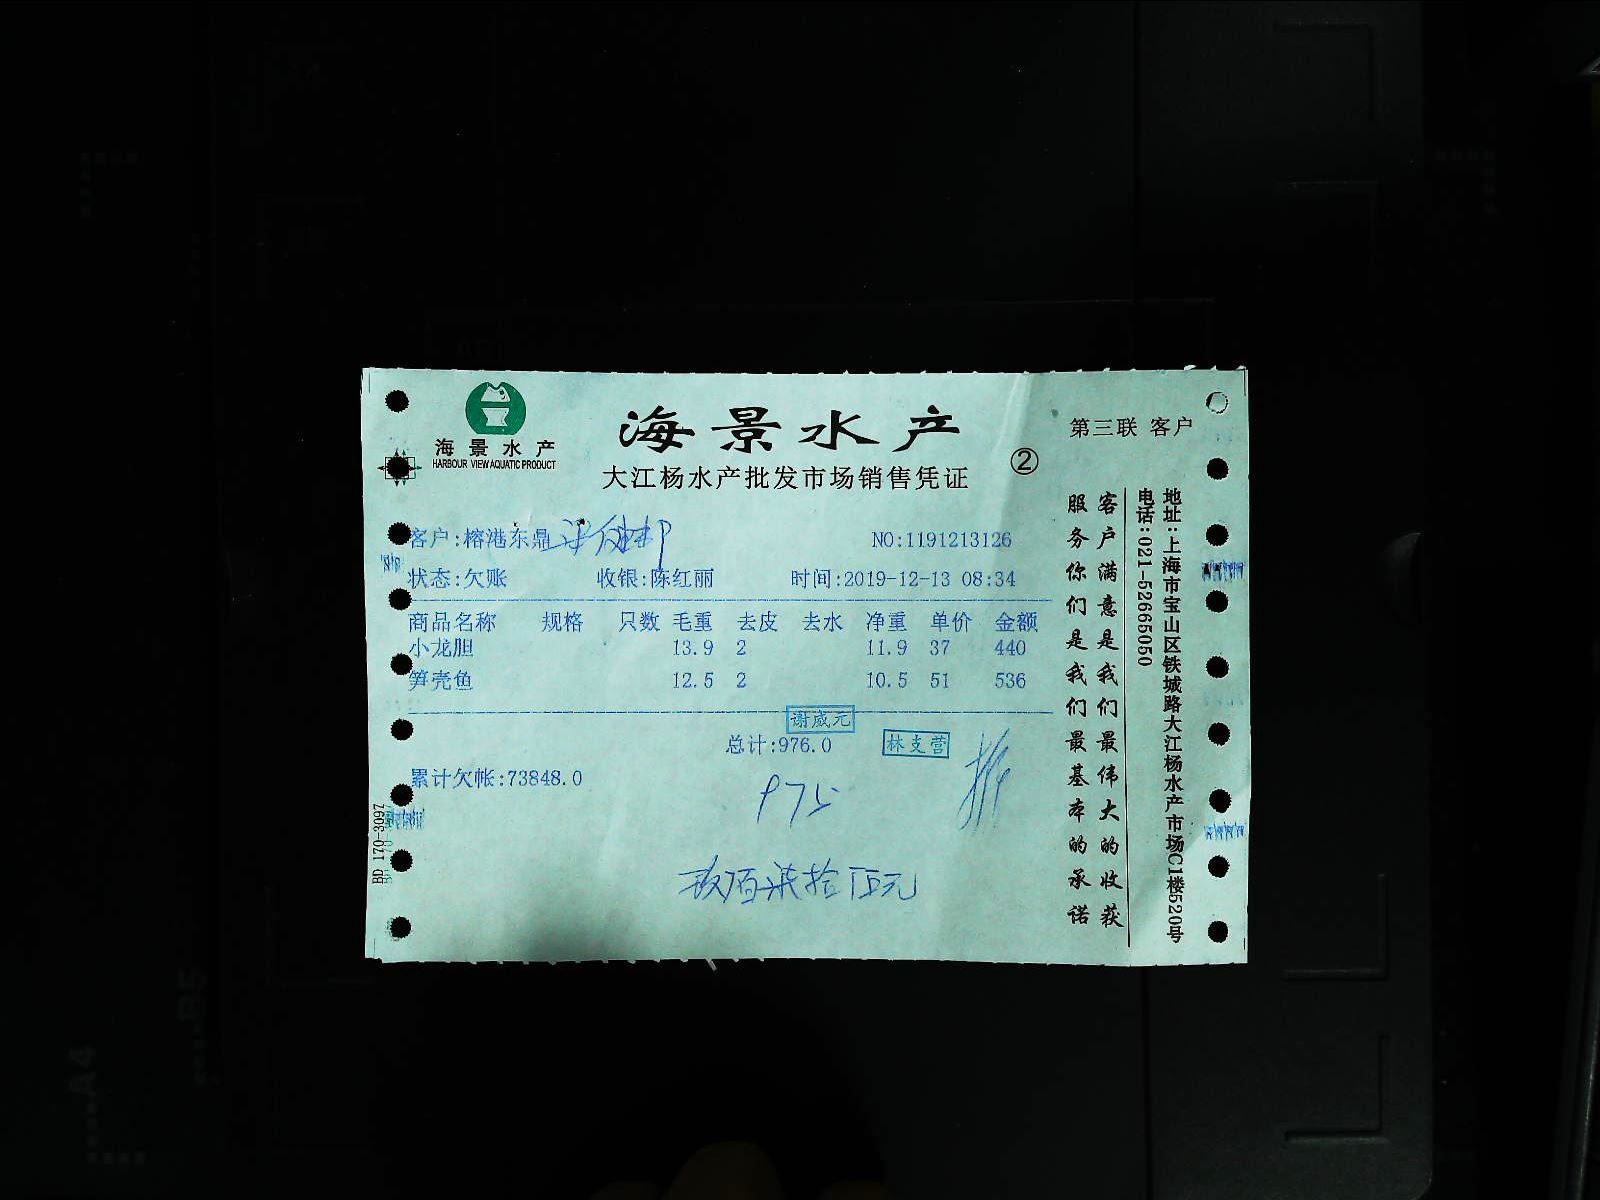 海景水产
HARBOUR VIEW AQUATIC PRODUCT
海景水产
大江杨水产批发市场销售凭证
②
第三联 客户
客户:榕港东鼎
NO:1191213126
状态:欠账 收银:陈红丽 时间:2019-12-13 08:34
商品名称 规格 只数 毛重 去皮 去水 净重 单价 金额
小龙胆 13.9 2 11.9 37 440
笋壳鱼 12.5 2 10.5 51 536
谢威元
总计:976.0
林支营
累计欠帐:73848.0
975
玖佰柒拾伍元
客户满意是我们最伟大的收获
服务你们是我们最基本的承诺
地址:上海市宝山区铁城路大江杨水产市场C1楼520号
电话:021-52665050
BD 170-3097
A4
B5